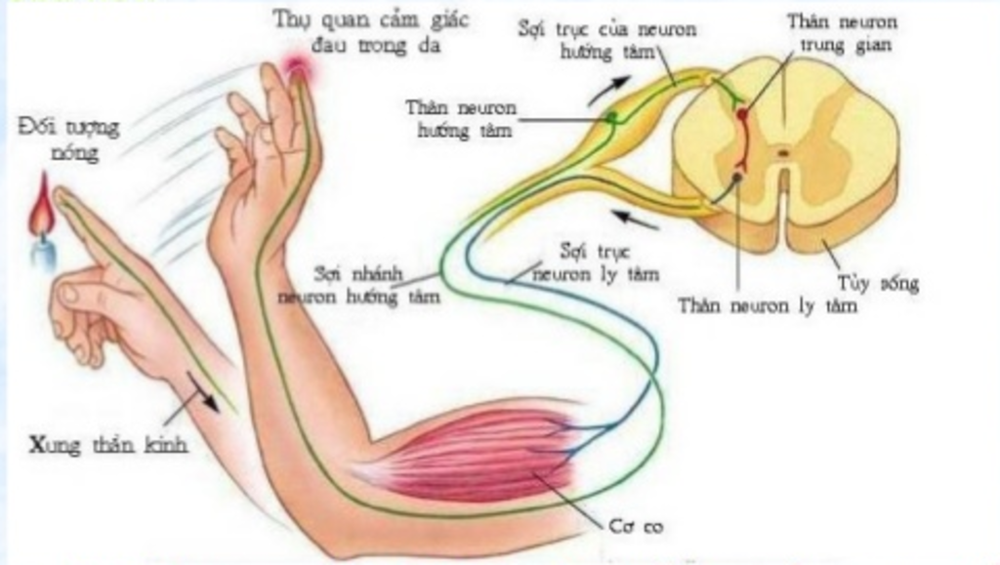 Thụ quan cảm giác
đau trong da
Sợi trục của neuron
hướng tâm
Thân neuron
trung gian
Thân neuron
hướng tâm
Đối tượng
nóng
Sợi nhánh
neuron hướng tâm
Sợi trục
neuron ly tâm
Tủy sống
Thân neuron ly tâm
Xung thần kinh
Cơ co